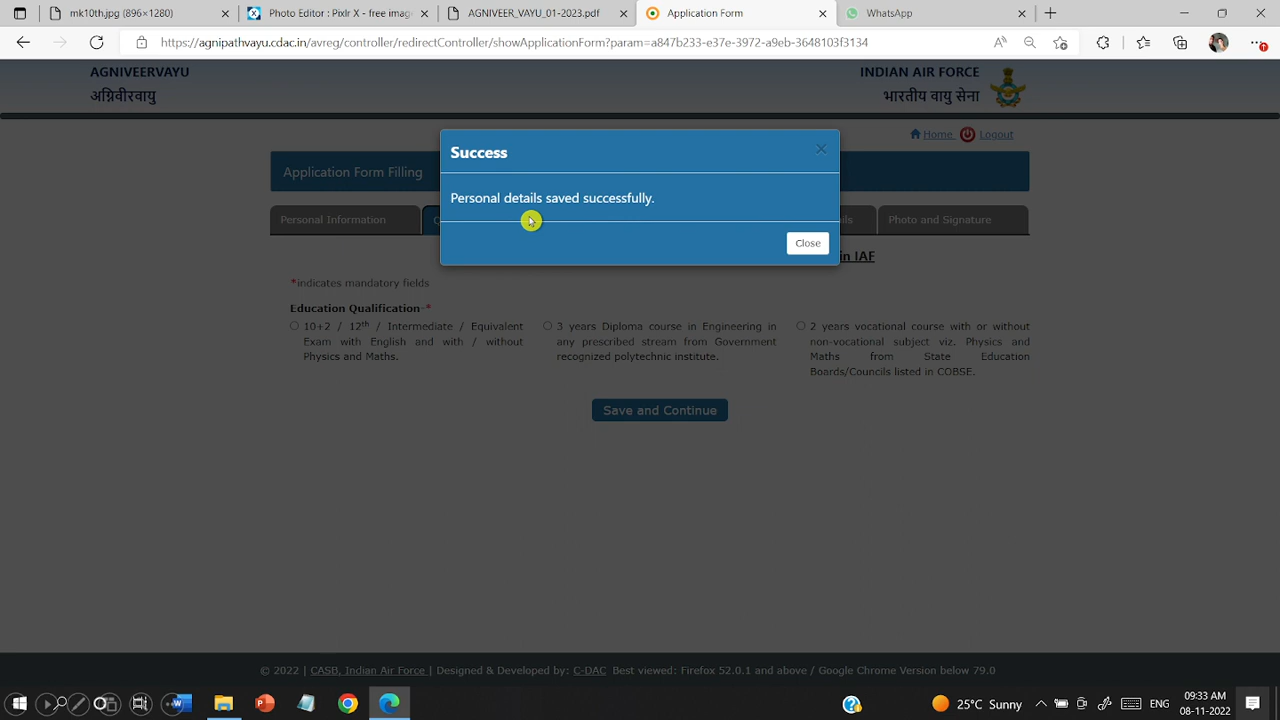 mk10th.jpg (896×1280)
Photo Editor : Pixlr X - free imag
AGNIVEER_VAYU_01-2023.pdf
Application Form
WhatsApp
https://agnipathvayu.cdac.in/avreg/controller/redirectController/showApplicationForm?param=a847b233-e37e-3972-a9eb-3648103f3134
AGNIVEERVAYU
अग्निवीरवायु
INDIAN AIR FORCE
भारतीय वायु सेना
Home
Logout
Application Form Filling
Success
Personal details saved successfully.
Close
Personal Information
Photo and Signature
in IAF
*indicates mandatory fields
Education Qualification-*
10+2 / 12th / Intermediate / Equivalent
Exam with English and with / without
Physics and Maths.
3 years Diploma course in Engineering in
any prescribed stream from Government
recognized polytechnic institute.
2 years vocational course with or without
non-vocational subject viz. Physics and
Maths from State Education
Boards/Councils listed in COBSE.
Save and Continue
© 2022 | CASB, Indian Air Force | Designed & Developed by: C-DAC Best viewed: Firefox 52.0.1 and above / Google Chrome Version below 79.0
25°C Sunny
ENG
09:33 AM
08-11-2022